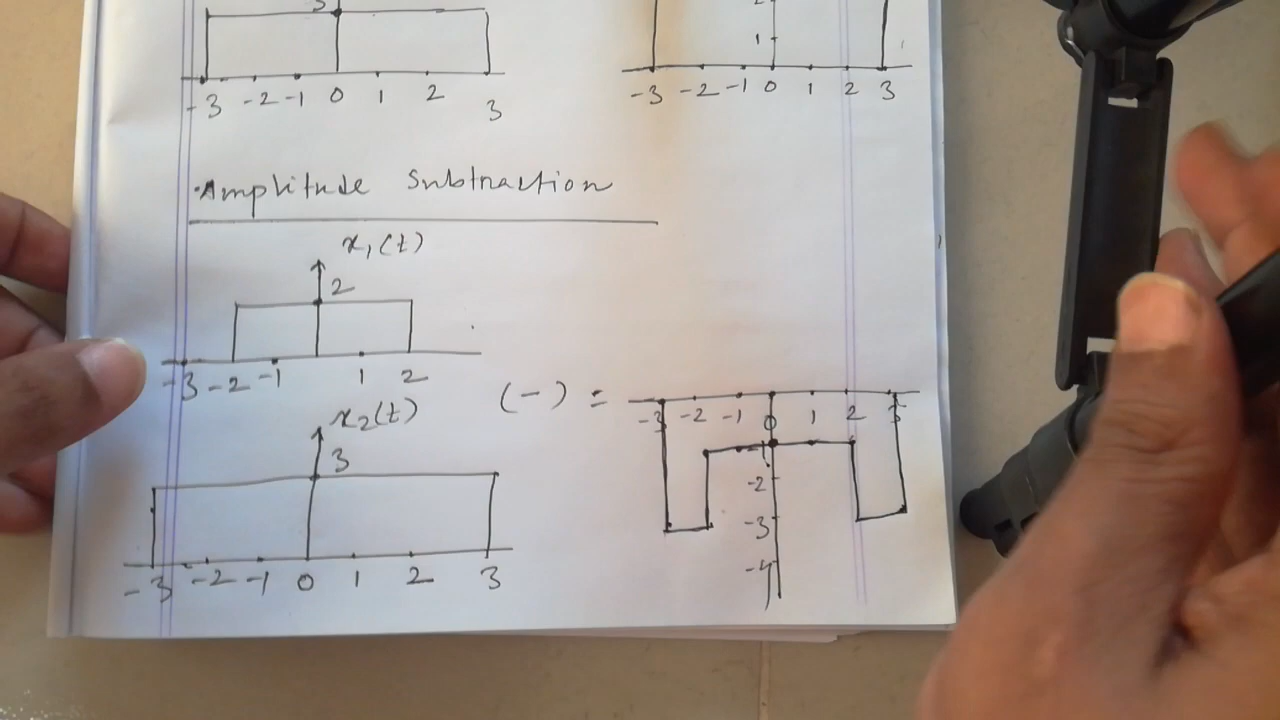 3
-3 -2 -1 0 1 2 3
2
1
-3 -2 -1 0 1 2 3
Amplitude Subtraction
x₁(t)
2
-3 -2 -1 1 2
x₂(t)
3
-3 -2 -1 0 1 2 3
(-) =
-3 -2 -1 0 1 2 3
-2
-3
-4